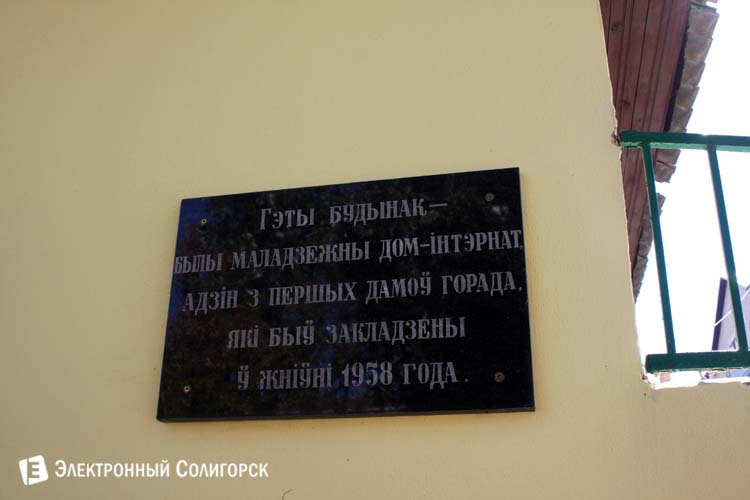 Гэты будынак —
былы маладзежны дом-інтэрнат,
адзін з першых дамоў горада,
які быў закладзены
ў жніўні 1958 года.
Электронный Солигорск